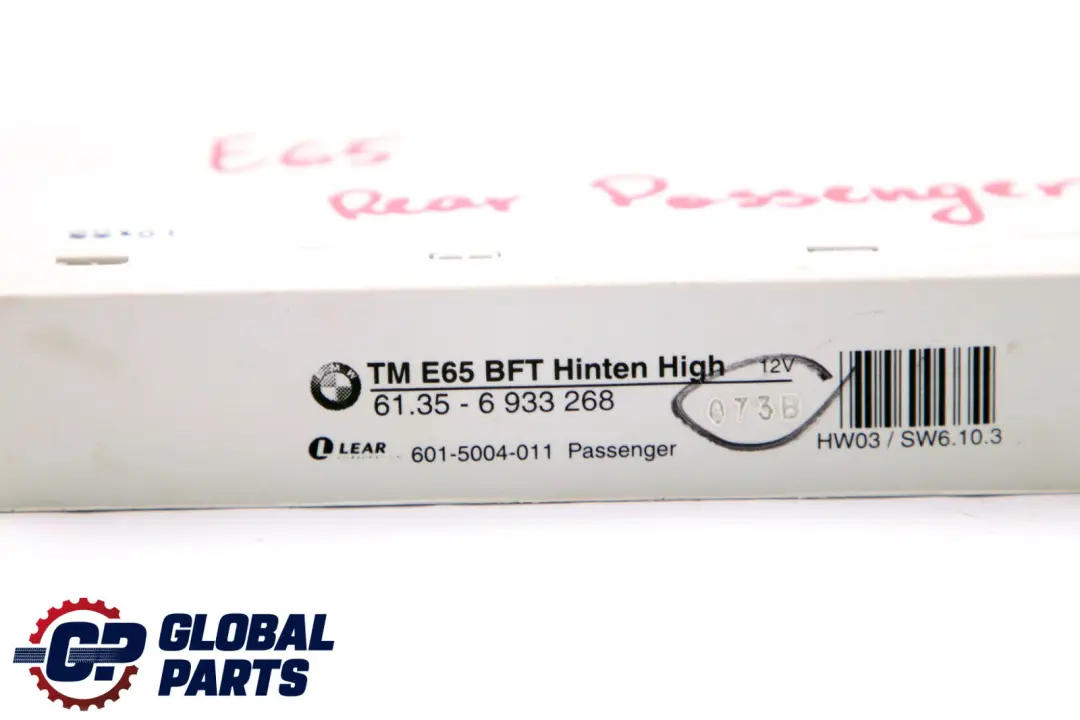 E65
Rear Passenger
TM E65 BFT Hinten High 12V
61.35 - 6 933 268
073B
HW03 / SW6.10.3
LEAR
601-5004-011 Passenger
GP GLOBAL
PARTS